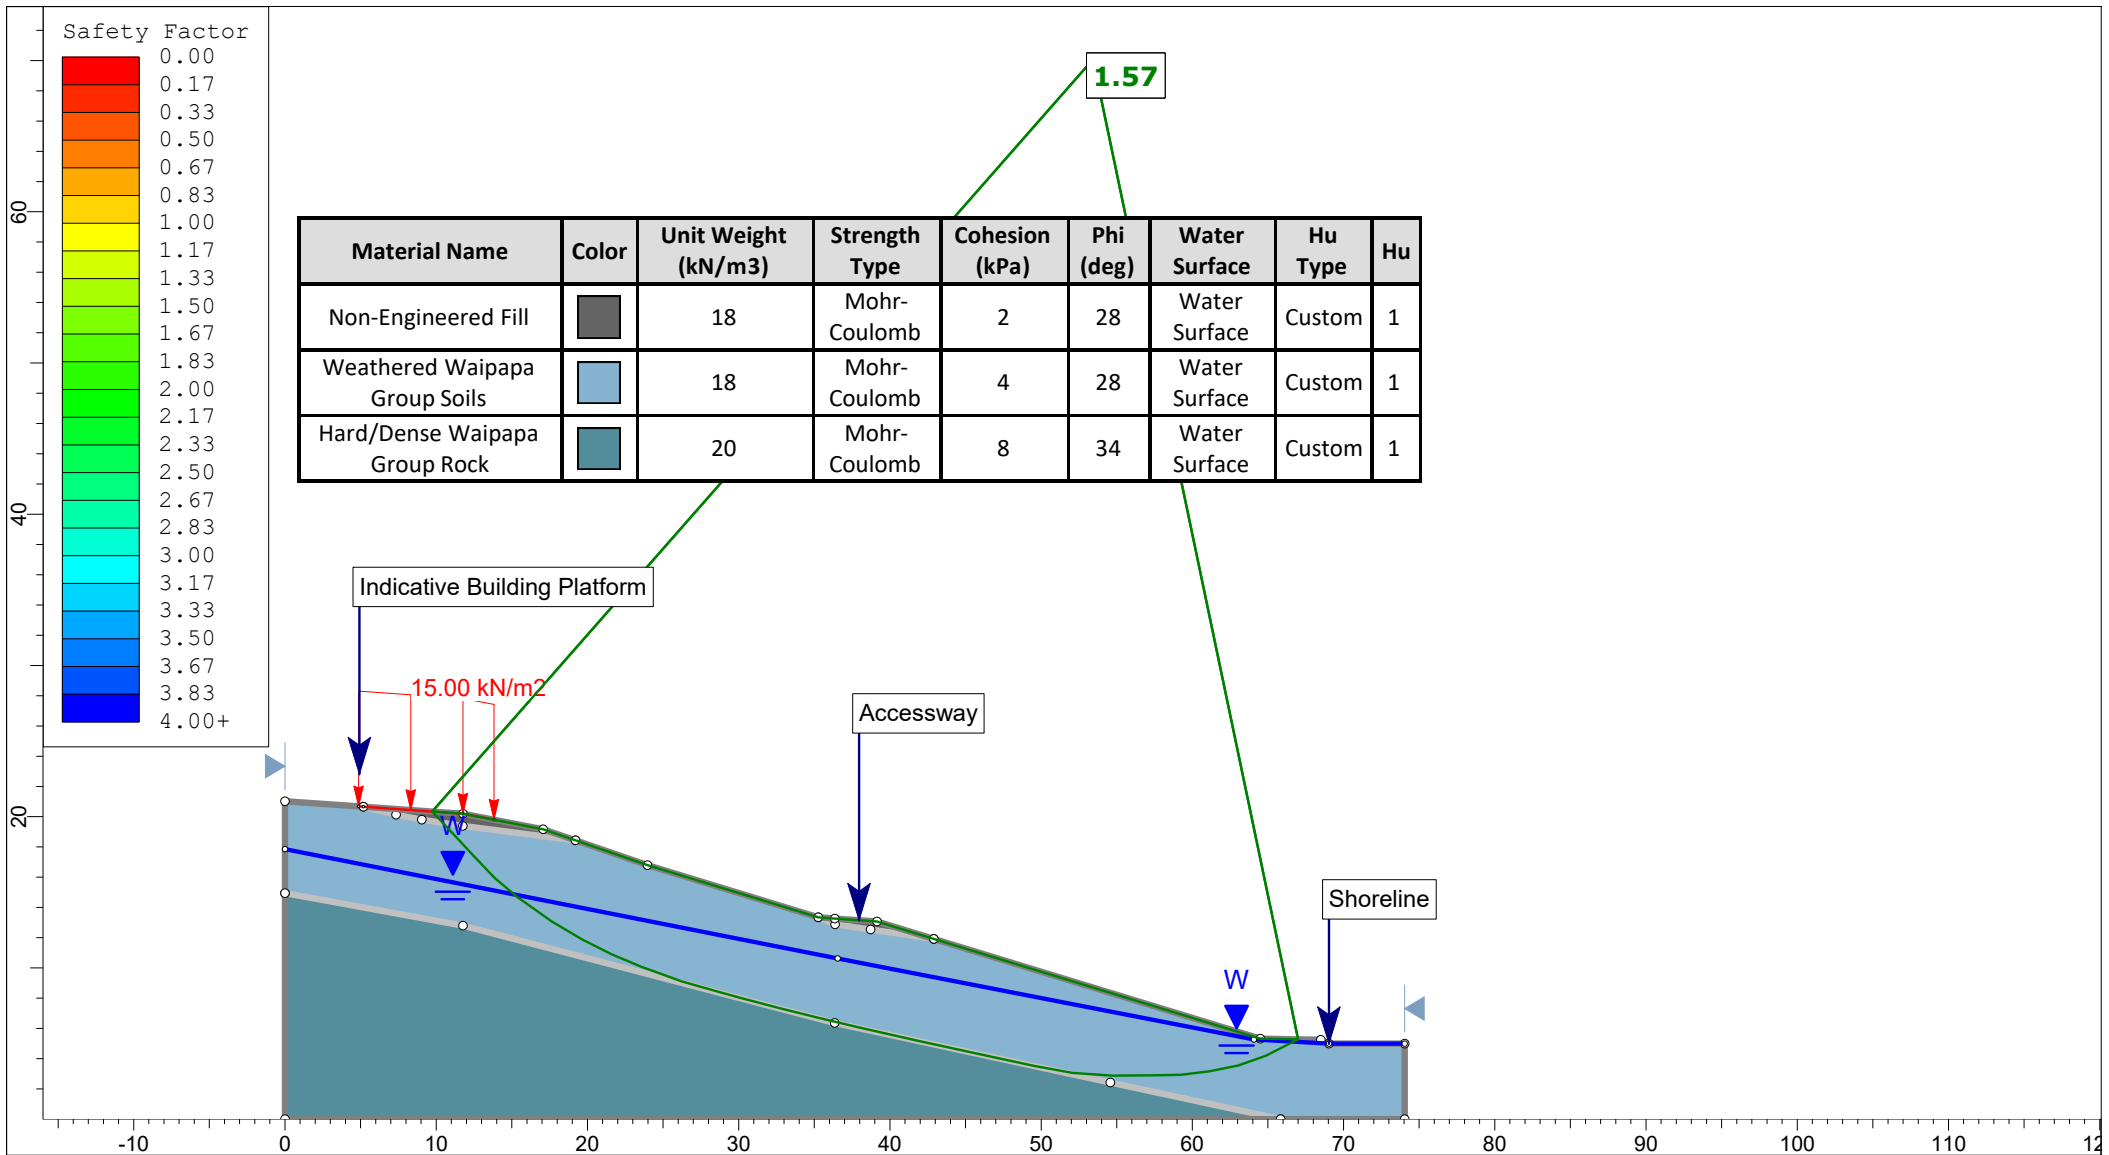 Safety Factor
0.00
0.17
0.33
0.50
0.67
0.83
1.00
1.17
1.33
1.50
1.67
1.83
2.00
2.17
2.33
2.50
2.67
2.83
3.00
3.17
3.33
3.50
3.67
3.83
4.00+
1.57
Material Name Color Unit Weight (kN/m3) Strength Type Cohesion (kPa) Phi (deg) Water Surface Hu Type Hu
Non-Engineered Fill 18 Mohr-Coulomb 2 28 Water Surface Custom 1
Weathered Waipapa Group Soils 18 Mohr-Coulomb 4 28 Water Surface Custom 1
Hard/Dense Waipapa Group Rock 20 Mohr-Coulomb 8 34 Water Surface Custom 1
Indicative Building Platform
15.00 kN/m2
Accessway
Shoreline
W
W
60
40
20
-10 0 10 20 30 40 50 60 70 80 90 100 110 12